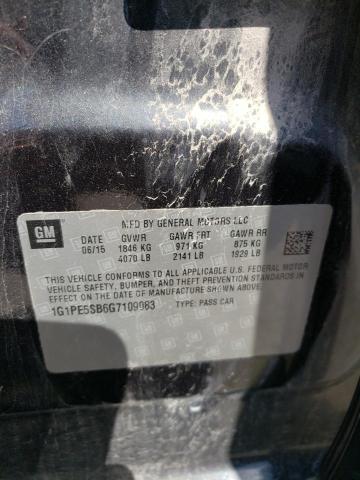 GM
MFD BY GENERAL MOTORS LLC
DATE GVWR GAWR FRT GAWR RR
06/15 1846 KG 971 KG 875 KG
4070 LB 2141 LB 1929 LB
THIS VEHICLE CONFORMS TO ALL APPLICABLE U.S. FEDERAL MOTOR
VEHICLE SAFETY, BUMPER, AND THEFT PREVENTION STANDARDS
IN EFFECT ON THE DATE OF MANUFACTURE SHOWN ABOVE.
1G1PE5SB6G7109983 TYPE: PASS CAR